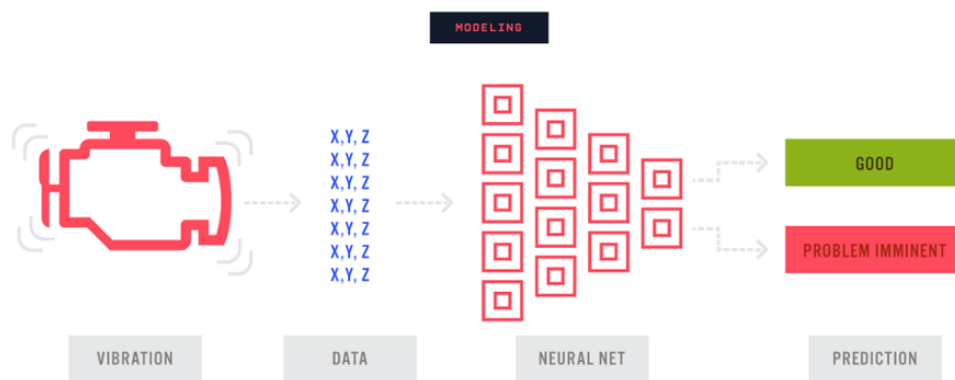 MODELING
X,Y, Z
X,Y, Z
X,Y, Z
X,Y, Z
X,Y, Z
X,Y, Z
X,Y, Z
GOOD
PROBLEM IMMINENT
VIBRATION
DATA
NEURAL NET
PREDICTION